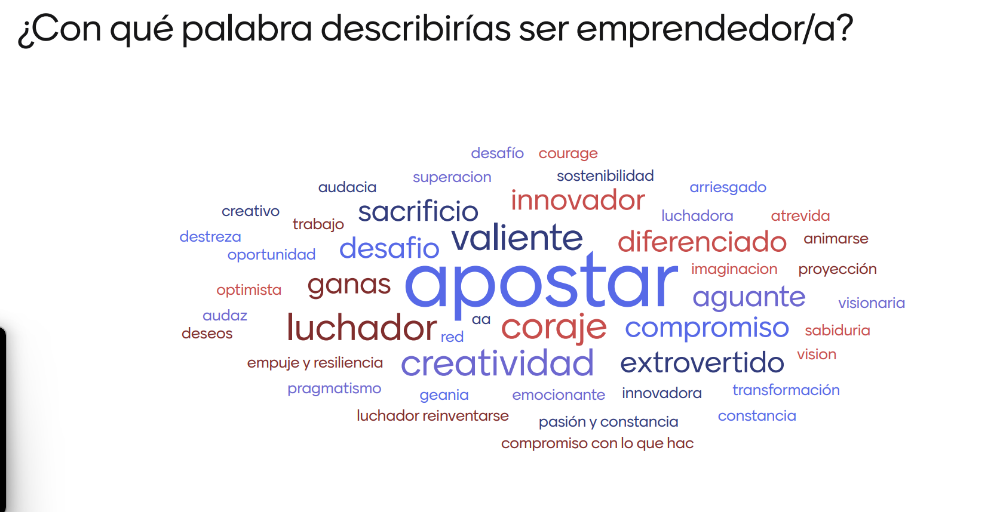 ¿Con qué palabra describirías ser emprendedor/a?
desafío courage
superacion sostenibilidad
audacia arriesgado
innovador
creativo sacrificio luchadora atrevida
trabajo
destreza valiente diferenciado animarse
oportunidad desafio
apostar imaginacion proyección
optimista ganas aguante visionaria
audaz aa
deseos luchador red coraje compromiso sabiduria
empuje y resiliencia creatividad extrovertido vision
pragmatismo geania emocionante innovadora transformación
luchador reinventarse pasión y constancia constancia
compromiso con lo que hac